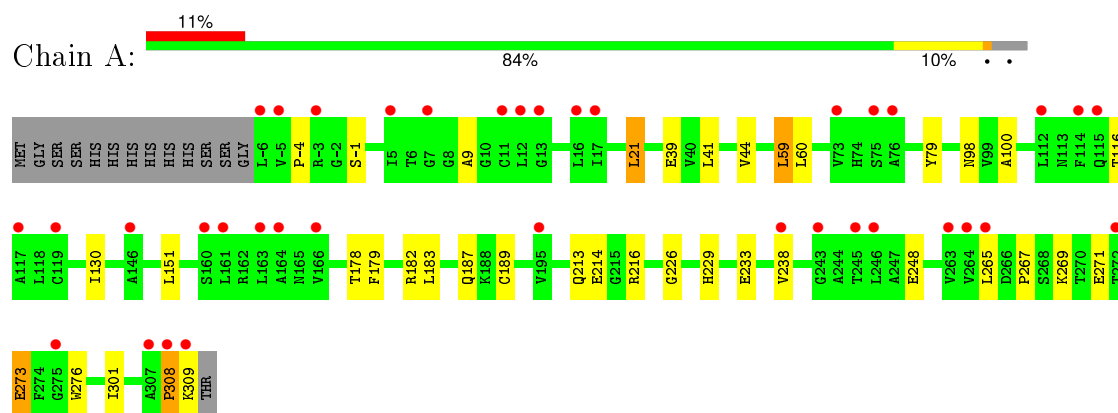 11%
Chain A:
84% 10% • •
MET GLY SER SER HIS HIS HIS HIS HIS HIS HIS HIS SER SER GLY L-6 V-5 P-4 R-3 G-2 S-1 I5 T6 G7 G8 A9 G10 C11 L12 G13 L16 I17 L21 E39 V40 L41 V44 L59 L60 V73 H74 S75 A76 Y79 N98 V99 A100 L112 N113 F114 Q115 T116
A117 L118 C119 I130 A146 L151 S160 L161 R162 L163 A164 N165 V166 T178 F179 R182 L183 Q187 K188 C189 V195 Q213 E214 G215 R216 G226 H229 E233 V238 G243 A244 T245 L246 A247 E248 V263 V264 L265 D266 P267 S268 K269 T270 E271 T272
E273 F274 G275 W276 I301 A307 P308 K309 THR